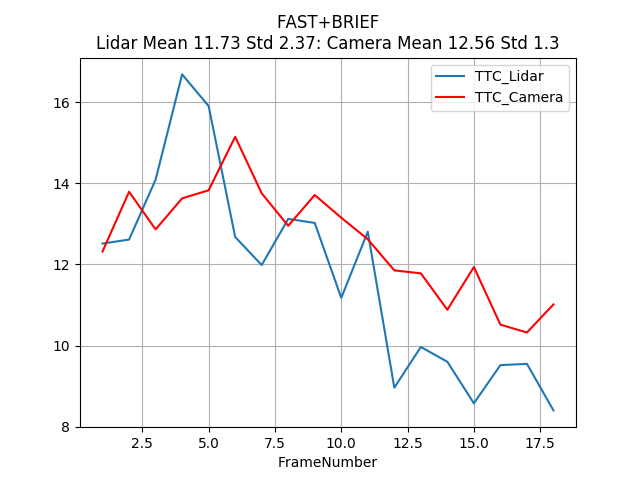 FAST+BRIEF
Lidar Mean 11.73 Std 2.37: Camera Mean 12.56 Std 1.3
TTC_Lidar
TTC_Camera
16
14
12
10
8
2.5 5.0 7.5 10.0 12.5 15.0 17.5
FrameNumber